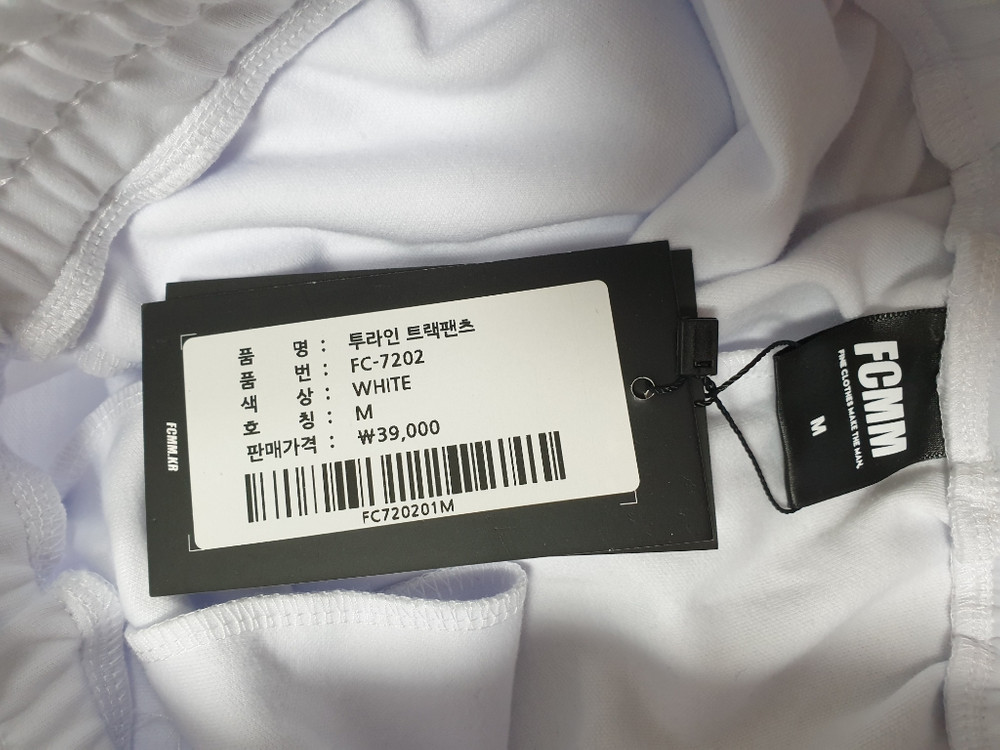 품 명 : 투라인 트랙팬츠
품 번 : FC-7202
색 상 : WHITE
호 칭 : M
판매가격 : ₩39,000
FC720201M
FCMM.KR
FCMM
FINE CLOTHES MAKE THE MAN.
M